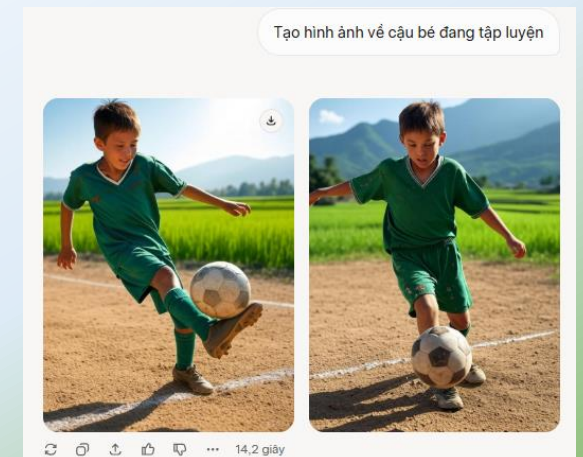 Tạo hình ảnh về cậu bé đang tập luyện
14,2 giây